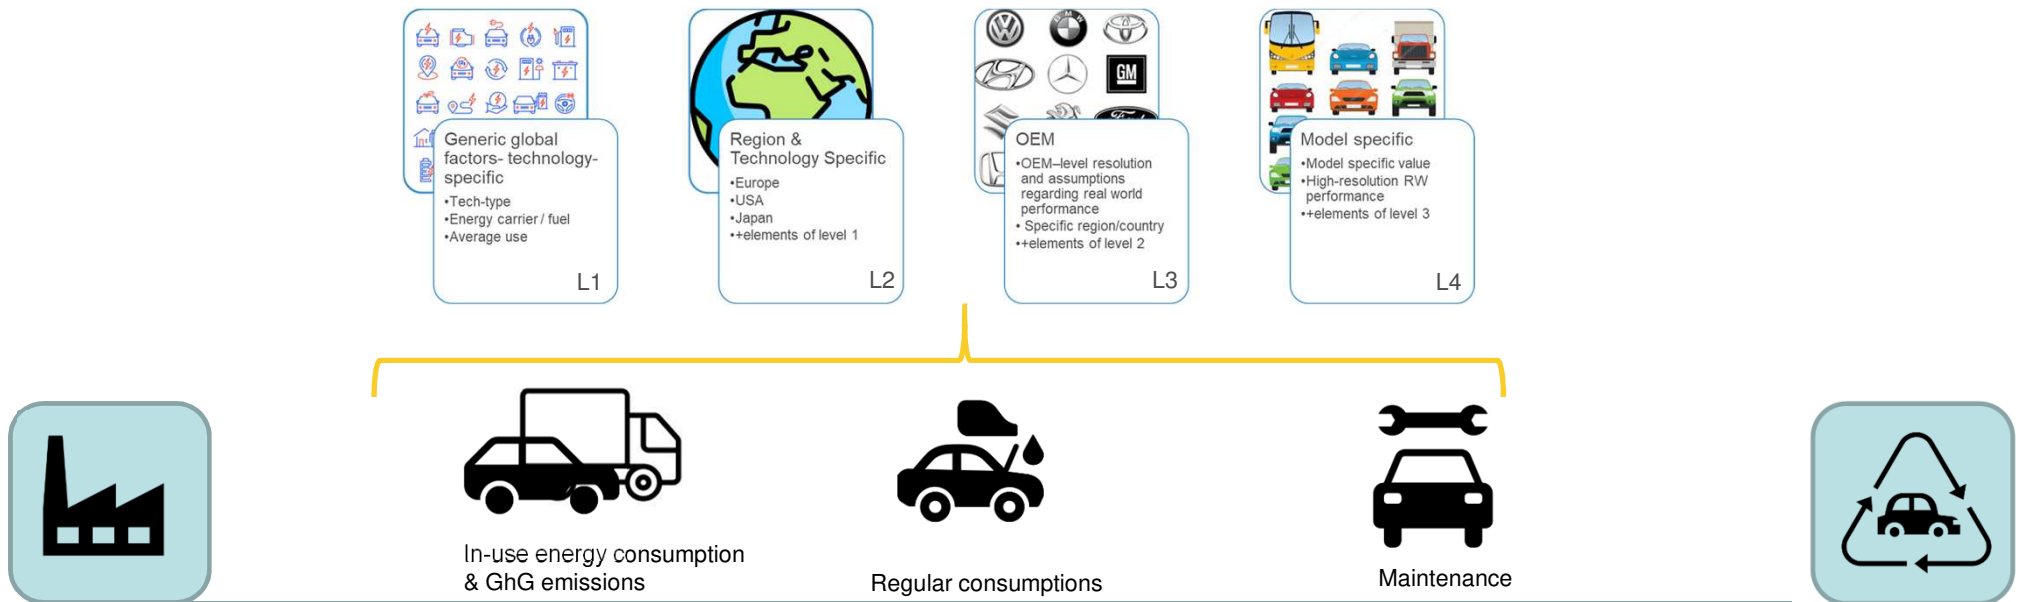 GM
Ford
Generic global
factors- technology-
specific
•Tech-type
•Energy carrier / fuel
•Average use
L1
Region &
Technology Specific
•Europe
•USA
•Japan
•+elements of level 1
L2
OEM
•OEM–level resolution
and assumptions
regarding real world
performance
• Specific region/country
•+elements of level 2
L3
Model specific
•Model specific value
•High-resolution RW
performance
•+elements of level 3
L4
In-use energy consumption
& GhG emissions
Regular consumptions
Maintenance